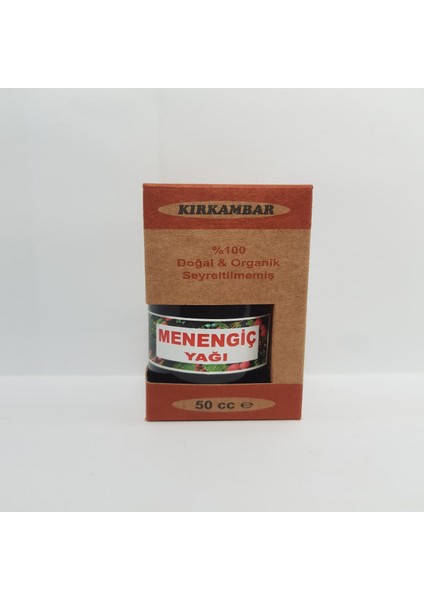 KIRKAMBAR
%100
Doğal & Organik
Seyreltilmemiş
MENENGİÇ
YAĞI
50 cc ℮